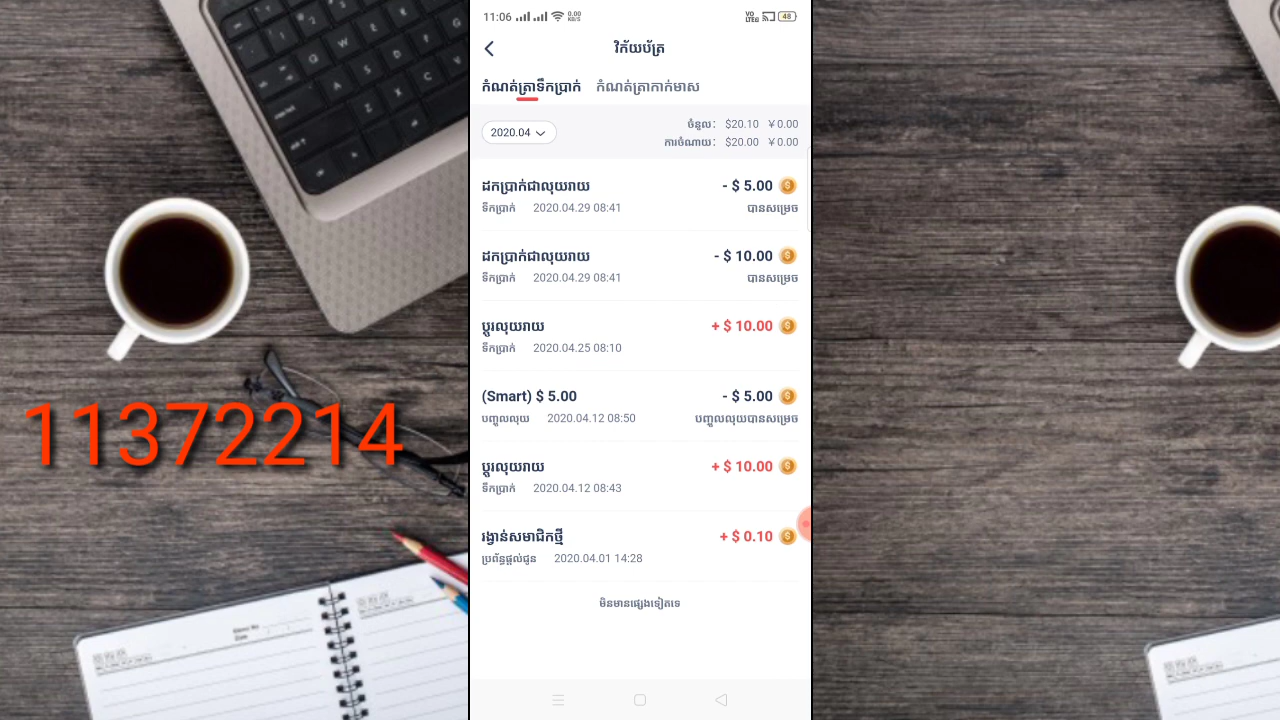 11:06
0.00
KB/S
VO
LTE
48
វិក័យប័ត្រ
កំណត់ត្រាទឹកប្រាក់ កំណត់ត្រាកាក់មាស
2020.04
ចំនួល: $20.10 ¥0.00
ការចំណាយ: $20.00 ¥0.00
ដកប្រាក់ជាលុយរាយ - $ 5.00
ទឹកប្រាក់ 2020.04.29 08:41 បានសម្រេច
ដកប្រាក់ជាលុយរាយ - $ 10.00
ទឹកប្រាក់ 2020.04.29 08:41 បានសម្រេច
ប្តូរលុយរាយ + $ 10.00
ទឹកប្រាក់ 2020.04.25 08:10
(Smart) $ 5.00 - $ 5.00
បញ្ចូលលុយ 2020.04.12 08:50 បញ្ចូលលុយបានសម្រេច
ប្តូរលុយរាយ + $ 10.00
ទឹកប្រាក់ 2020.04.12 08:43
រង្វាន់សមាជិកថ្មី + $ 0.10
ប្រព័ន្ធផ្តល់ជូន 2020.04.01 14:28
មិនមានផ្សេងទៀតទេ
11372214